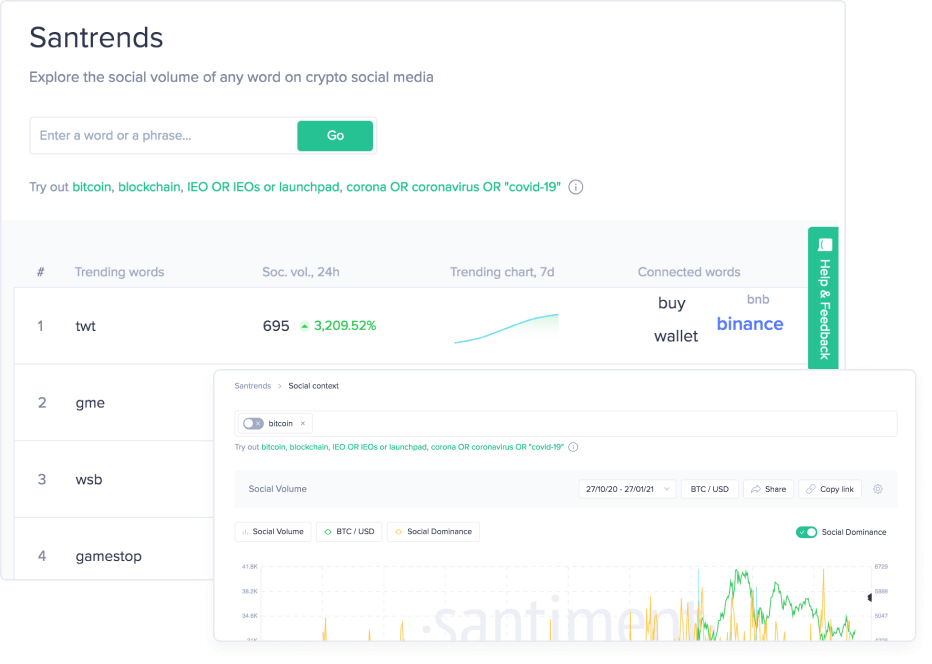 Santrends
Explore the social volume of any word on crypto social media
Enter a word or a phrase...
Go
Try out bitcoin, blockchain, IEO OR IEOs or launchpad, corona OR coronavirus OR "covid-19"
Help & Feedback
# Trending words Soc. vol., 24h Trending chart, 7d Connected words
1 twt 695 3,209.52% buy bnb
wallet binance
2 gme
3 wsb
4 gamestop
Santrends > Social context
bitcoin ×
Try out bitcoin, blockchain, IEO OR IEOs or launchpad, corona OR coronavirus OR "covid-19"
Social Volume 27/10/20 - 27/01/21 BTC / USD Share Copy link
Social Volume BTC / USD Social Dominance Social Dominance
41.8K 6729
38.2K 5888
34.6K 5047
·santiment